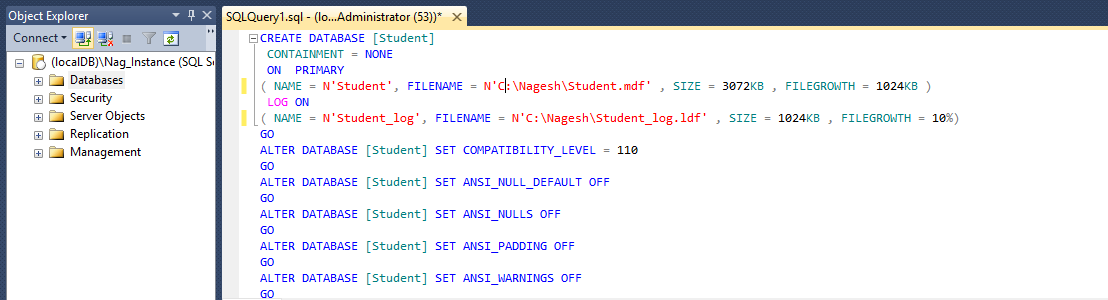 Object Explorer
Connect
(localDB)\Nag_Instance (SQL Se
Databases
Security
Server Objects
Replication
Management
SQLQuery1.sql - (lo...Administrator (53))*
CREATE DATABASE [Student]
CONTAINMENT = NONE
ON  PRIMARY
( NAME = N'Student', FILENAME = N'C:\Nagesh\Student.mdf' , SIZE = 3072KB , FILEGROWTH = 1024KB )
LOG ON
( NAME = N'Student_log', FILENAME = N'C:\Nagesh\Student_log.ldf' , SIZE = 1024KB , FILEGROWTH = 10%)
GO
ALTER DATABASE [Student] SET COMPATIBILITY_LEVEL = 110
GO
ALTER DATABASE [Student] SET ANSI_NULL_DEFAULT OFF
GO
ALTER DATABASE [Student] SET ANSI_NULLS OFF
GO
ALTER DATABASE [Student] SET ANSI_PADDING OFF
GO
ALTER DATABASE [Student] SET ANSI_WARNINGS OFF
GO